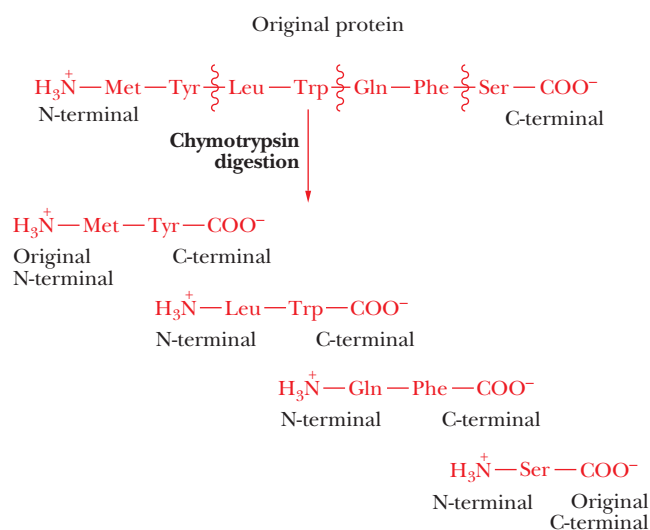 Original protein
H₃N⁺—Met—Tyr—Leu—Trp—Gln—Phe—Ser—COO⁻
N-terminal C-terminal
Chymotrypsin
digestion
H₃N⁺—Met—Tyr—COO⁻
Original C-terminal
N-terminal
H₃N⁺—Leu—Trp—COO⁻
N-terminal C-terminal
H₃N⁺—Gln—Phe—COO⁻
N-terminal C-terminal
H₃N⁺—Ser—COO⁻
N-terminal Original
C-terminal